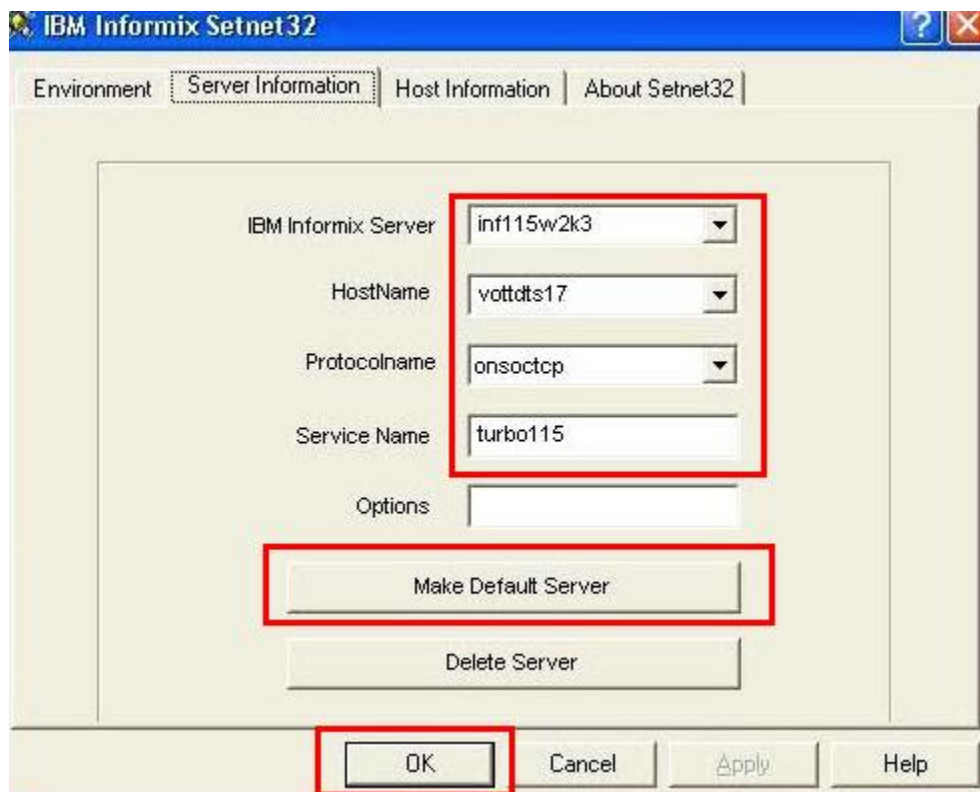 IBM Informix Setnet32
Environment Server Information Host Information About Setnet32
IBM Informix Server inf115w2k3
HostName vottdts17
Protocolname onsoctcp
Service Name turbo115
Options
Make Default Server
Delete Server
OK Cancel Apply Help